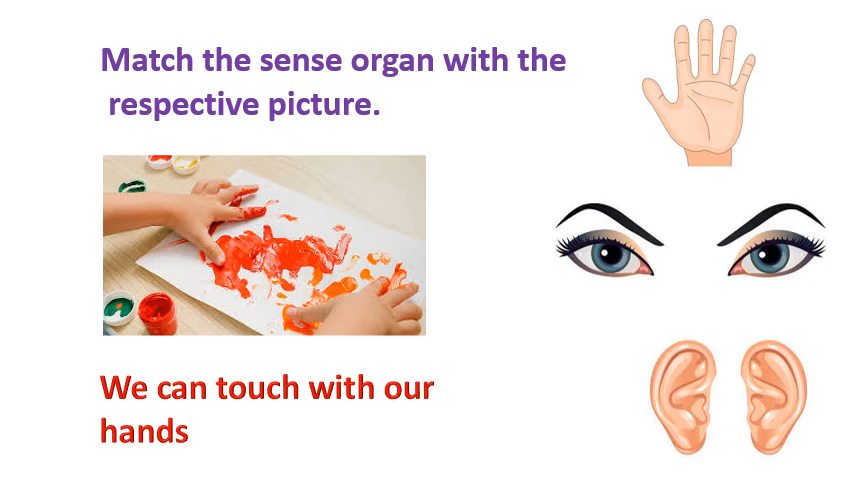 Match the sense organ with the
respective picture.
We can touch with our
hands